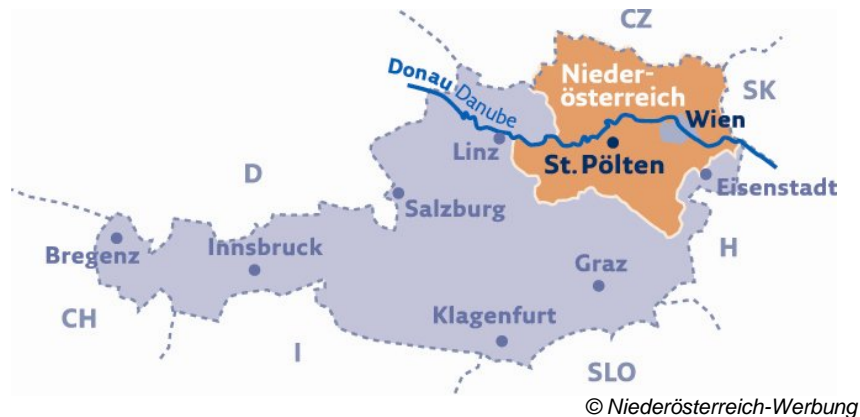 CZ
Nieder-
österreich
SK
Donau Danube
Wien
Linz
St. Pölten
Eisenstadt
D
Salzburg
Bregenz
Innsbruck
H
Graz
CH
Klagenfurt
I
SLO
© Niederösterreich-Werbung